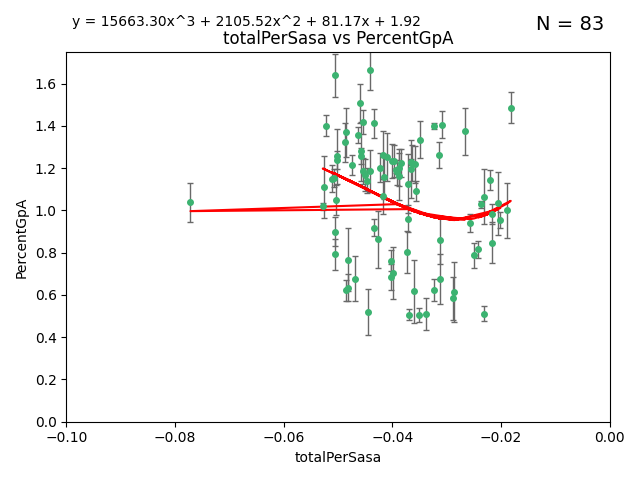 y = 15663.30x^3 + 2105.52x^2 + 81.17x + 1.92
N = 83
totalPerSasa vs PercentGpA
PercentGpA
1.6
1.4
1.2
1.0
0.8
0.6
0.4
0.2
0.0
−0.10 −0.08 −0.06 −0.04 −0.02 0.00
totalPerSasa